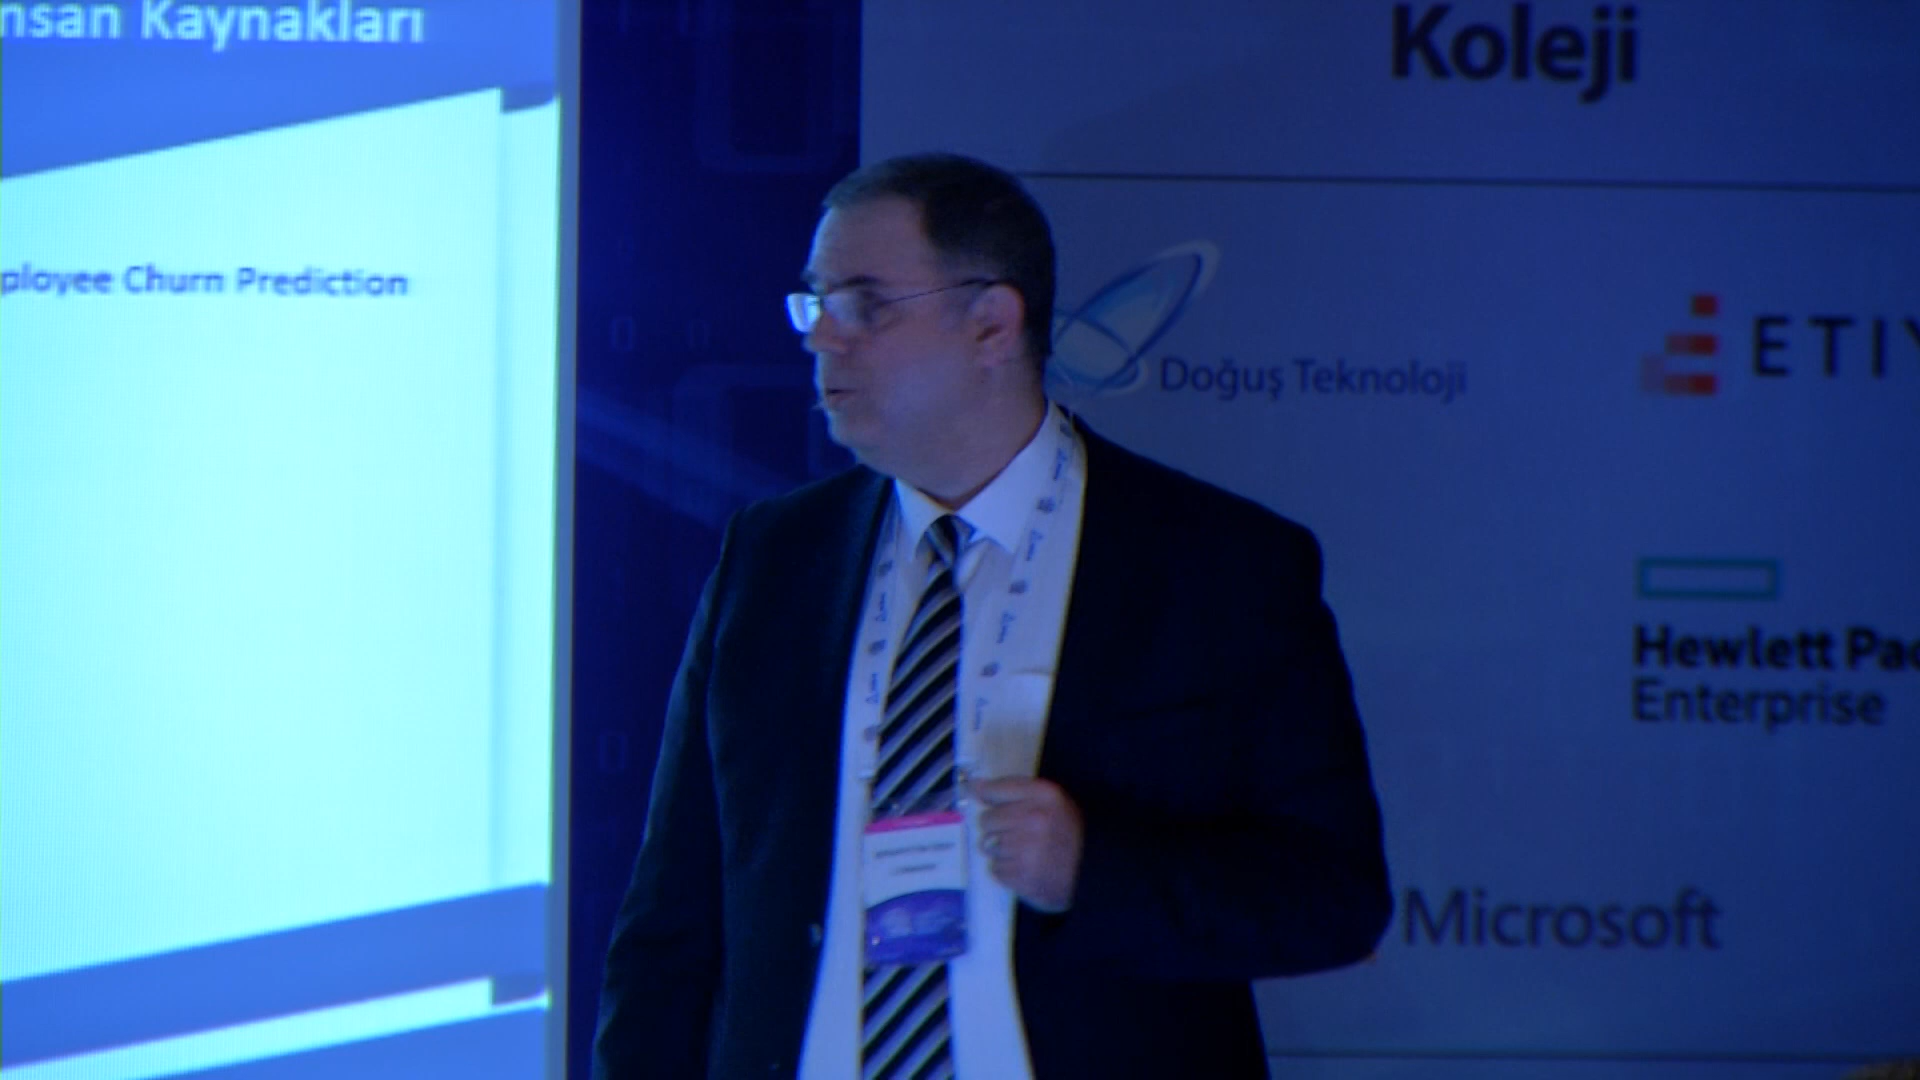 nsan Kaynakları
ployee Churn Prediction
Koleji
Doğuş Teknoloji
ETIY
Hewlett Pac
Enterprise
Microsoft